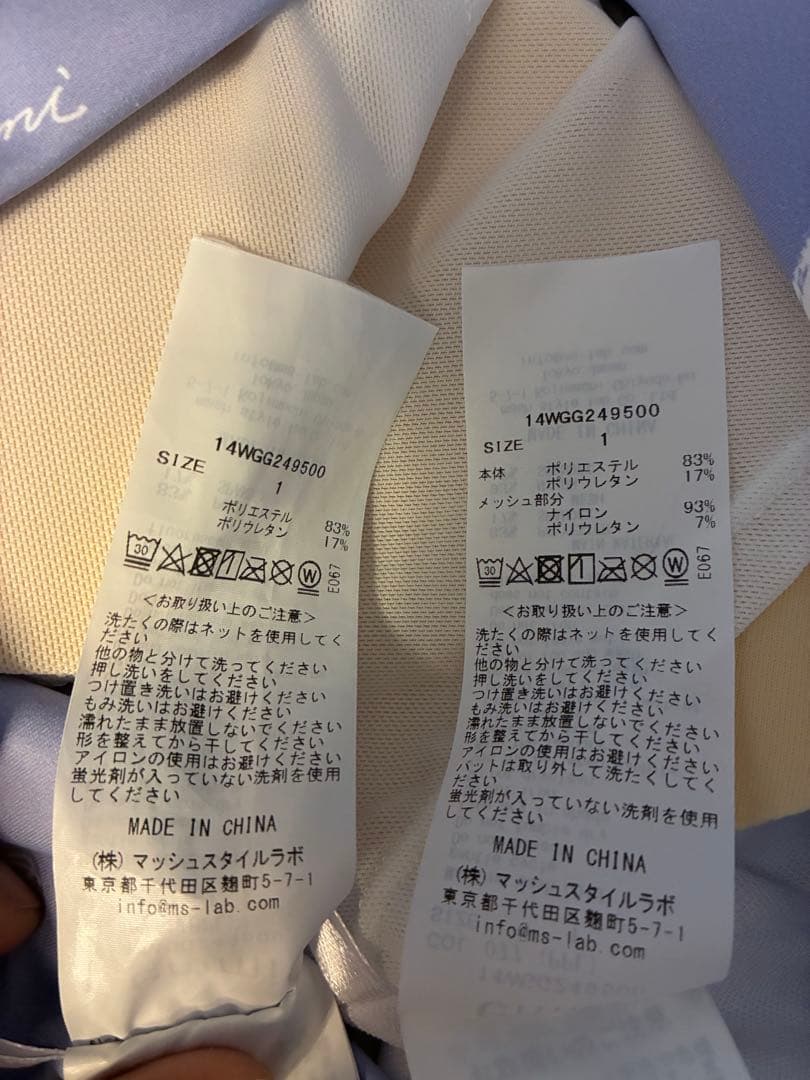 mi
14WGG249500
SIZE 1
ポリエステル 83%
ポリウレタン 17%
30 1 W
E067
<お取り扱い上のご注意>
洗たくの際はネットを使用してく
ださい
他の物と分けて洗ってください
押し洗いをしてください
つけ置き洗いはお避けください
もみ洗いはお避けください
濡れたまま放置しないでください
形を整えてから干してください
アイロンの使用はお避けください
蛍光剤が入っていない洗剤を使用
してください
MADE IN CHINA
(株) マッシュスタイルラボ
東京都千代田区麹町5-7-1
info@ms-lab.com
14WGG249500
SIZE 1
本体 ポリエステル 83%
ポリウレタン 17%
メッシュ部分
ナイロン 93%
ポリウレタン 7%
30 1 W
E067
<お取り扱い上のご注意>
洗たくの際はネットを使用してく
ださい
他の物と分けて洗ってください
押し洗いをしてください
つけ置き洗いはお避けください
もみ洗いはお避けください
濡れたまま放置しないでください
形を整えてから干してください
アイロンの使用はお避けください
パットは取り外して洗たくしてく
ださい
蛍光剤が入っていない洗剤を使用
してください
MADE IN CHINA
(株) マッシュスタイルラボ
東京都千代田区麹町5-7-1
info@ms-lab.com